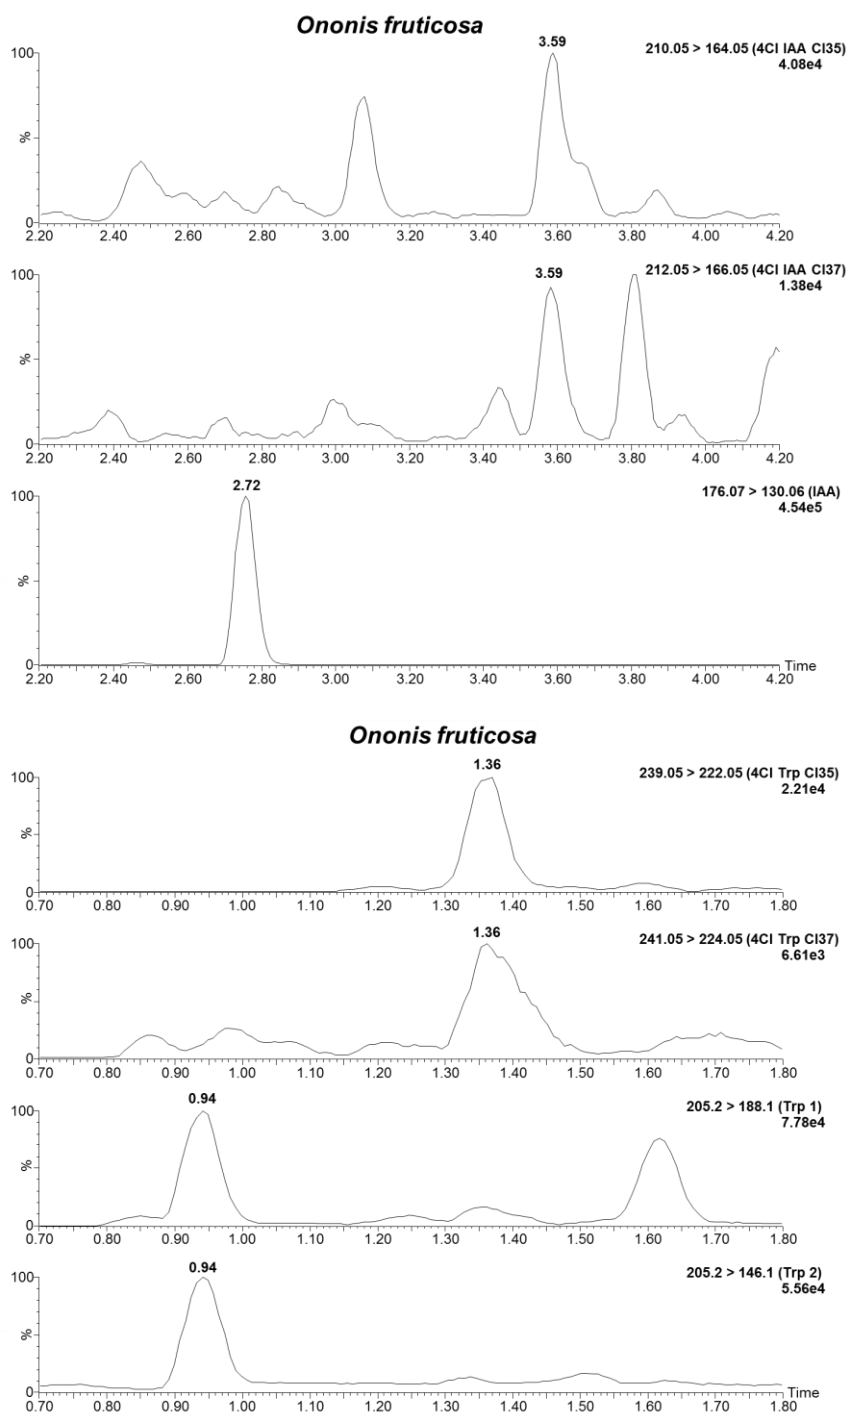 Ononis fruticosa
3.59
210.05 > 164.05 (4Cl IAA Cl35)
4.08e4
100
%
0
2.20 2.40 2.60 2.80 3.00 3.20 3.40 3.60 3.80 4.00 4.20
3.59
212.05 > 166.05 (4Cl IAA Cl37)
1.38e4
100
%
0
2.20 2.40 2.60 2.80 3.00 3.20 3.40 3.60 3.80 4.00 4.20
2.72
176.07 > 130.06 (IAA)
4.54e5
100
%
0
2.20 2.40 2.60 2.80 3.00 3.20 3.40 3.60 3.80 4.00 4.20
Time
Ononis fruticosa
1.36
239.05 > 222.05 (4Cl Trp Cl35)
2.21e4
100
%
0
0.70 0.80 0.90 1.00 1.10 1.20 1.30 1.40 1.50 1.60 1.70 1.80
1.36
241.05 > 224.05 (4Cl Trp Cl37)
6.61e3
100
%
0
0.70 0.80 0.90 1.00 1.10 1.20 1.30 1.40 1.50 1.60 1.70 1.80
0.94
205.2 > 188.1 (Trp 1)
7.78e4
100
%
0
0.70 0.80 0.90 1.00 1.10 1.20 1.30 1.40 1.50 1.60 1.70 1.80
0.94
205.2 > 146.1 (Trp 2)
5.56e4
100
%
0
0.70 0.80 0.90 1.00 1.10 1.20 1.30 1.40 1.50 1.60 1.70 1.80
Time